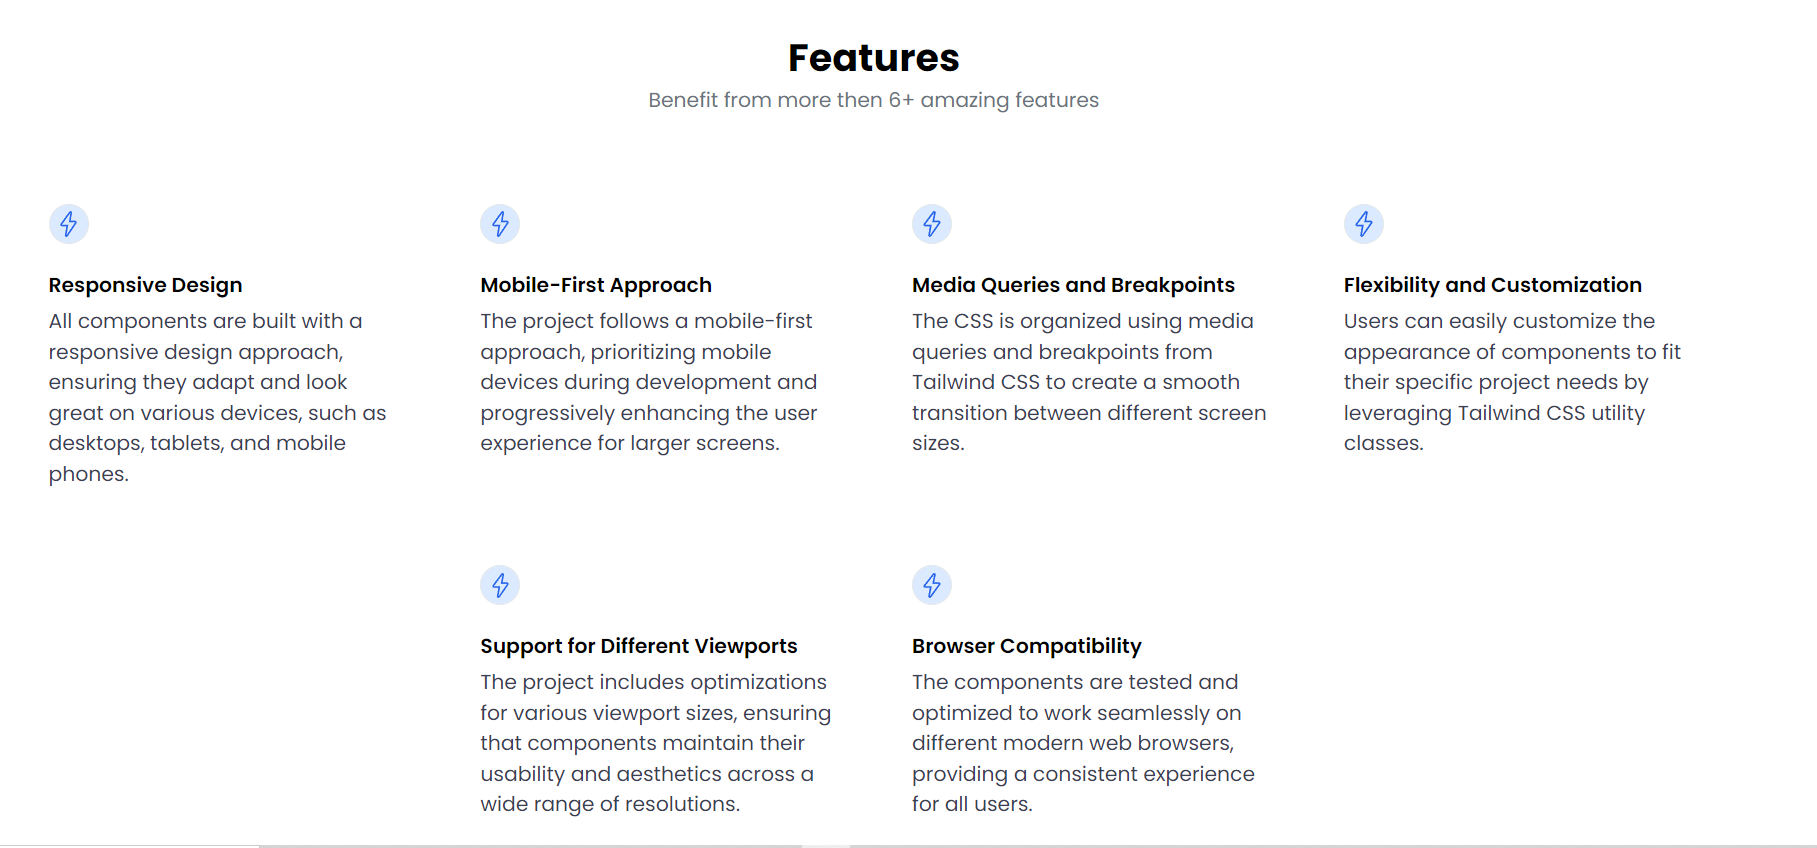 Features
Benefit from more then 6+ amazing features
Responsive Design
All components are built with a
responsive design approach,
ensuring they adapt and look
great on various devices, such as
desktops, tablets, and mobile
phones.
Mobile-First Approach
The project follows a mobile-first
approach, prioritizing mobile
devices during development and
progressively enhancing the user
experience for larger screens.
Media Queries and Breakpoints
The CSS is organized using media
queries and breakpoints from
Tailwind CSS to create a smooth
transition between different screen
sizes.
Flexibility and Customization
Users can easily customize the
appearance of components to fit
their specific project needs by
leveraging Tailwind CSS utility
classes.
Support for Different Viewports
The project includes optimizations
for various viewport sizes, ensuring
that components maintain their
usability and aesthetics across a
wide range of resolutions.
Browser Compatibility
The components are tested and
optimized to work seamlessly on
different modern web browsers,
providing a consistent experience
for all users.